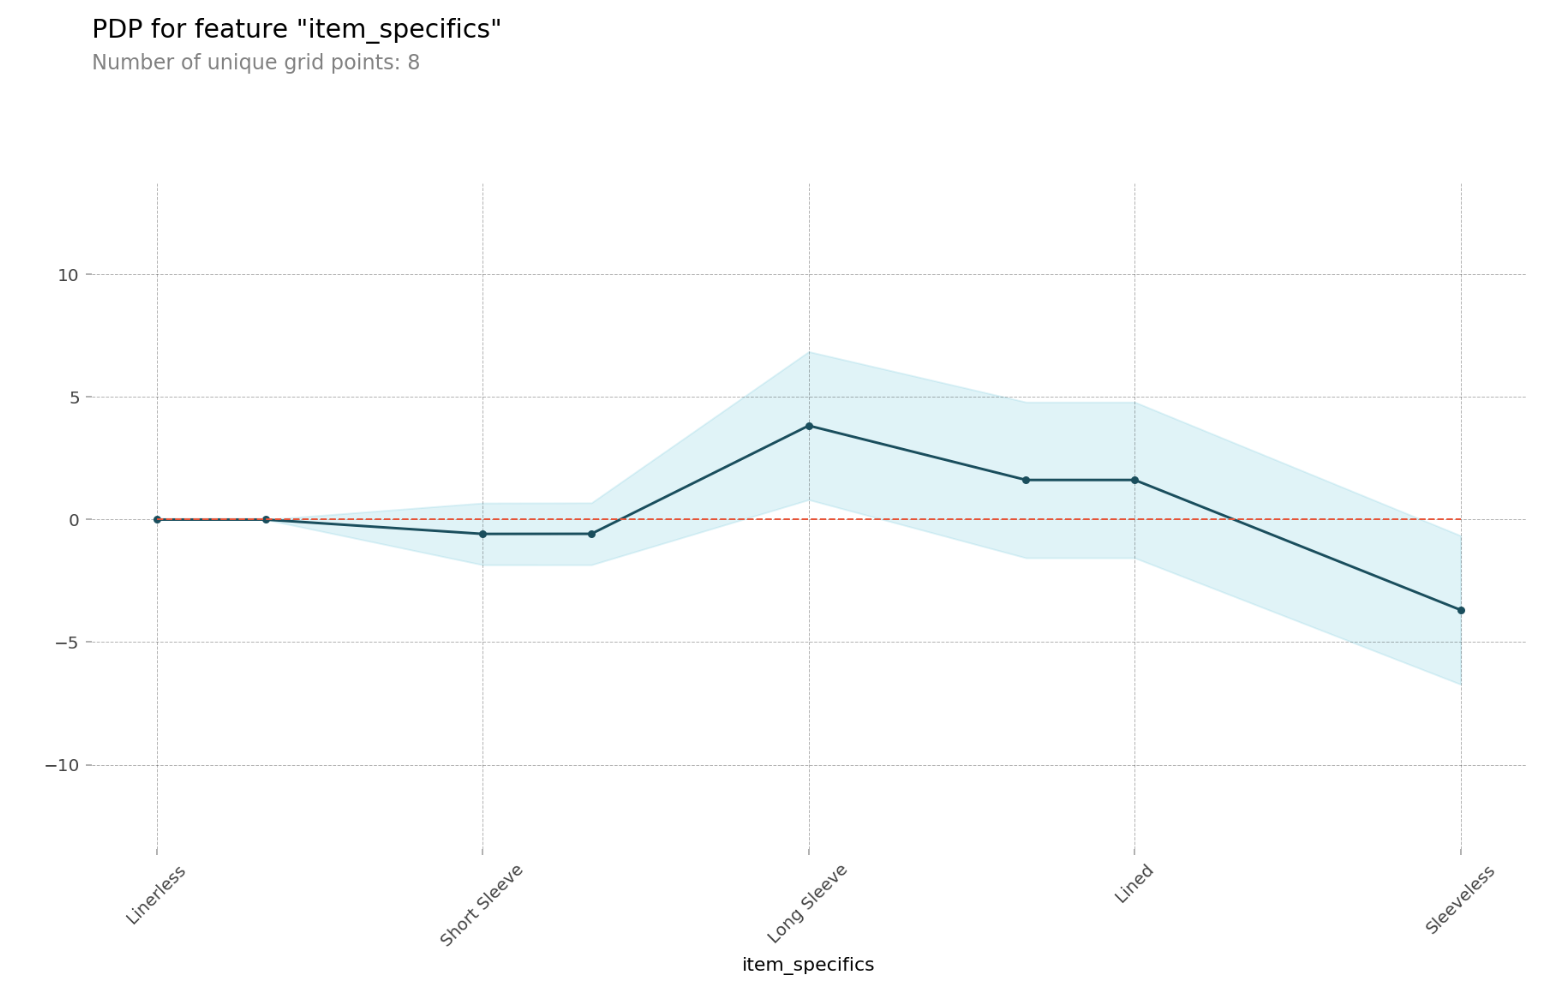 PDP for feature "item_specifics"
Number of unique grid points: 8
10
5
0
−5
−10
Linerless
Short Sleeve
Long Sleeve
Lined
Sleeveless
item_specifics